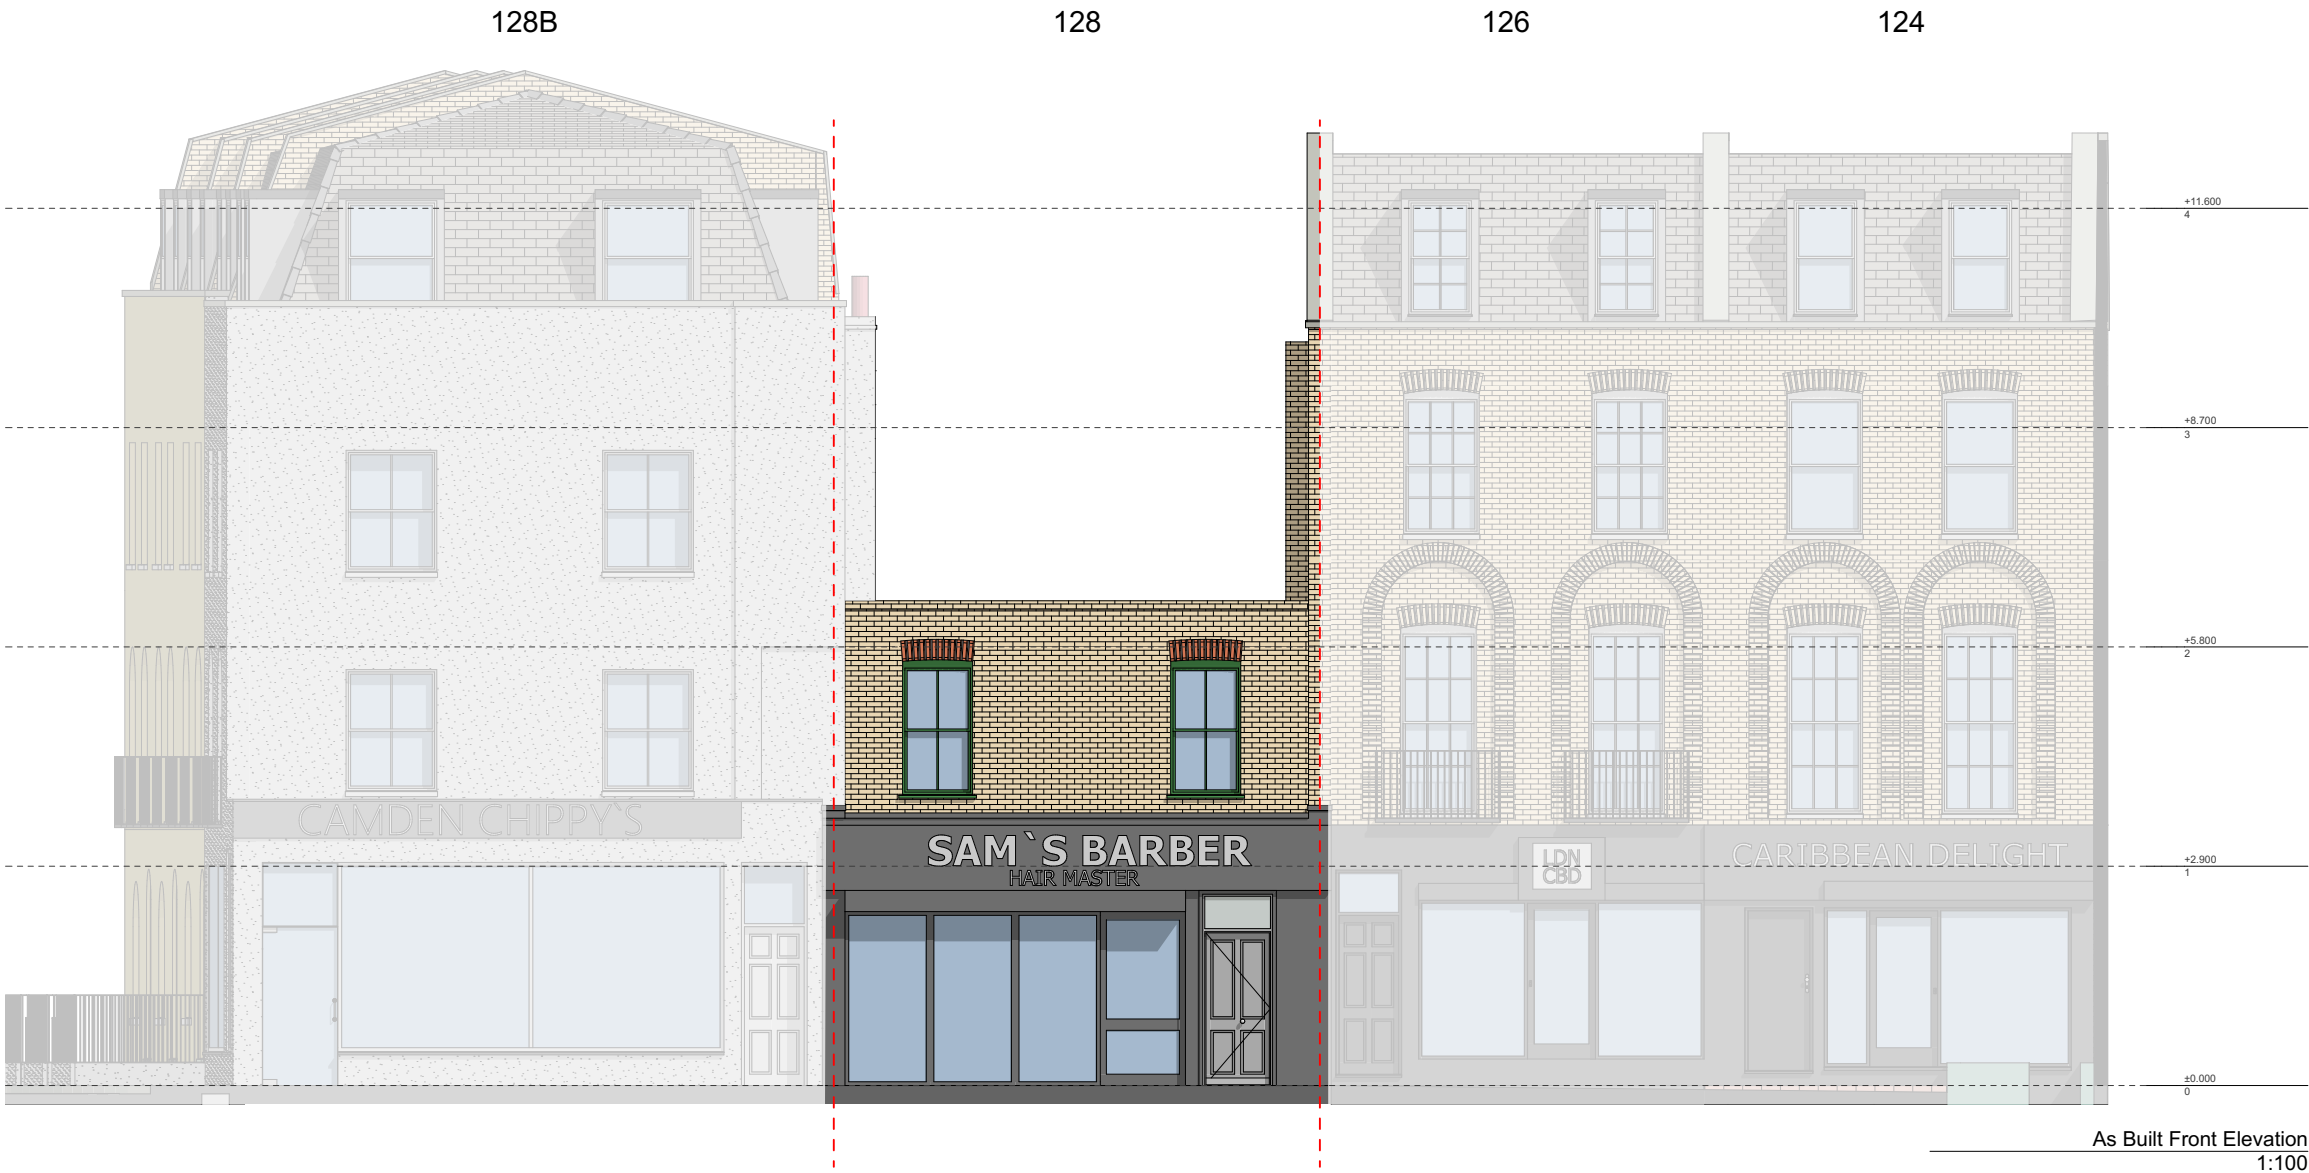 128B
128
126
124
+11.600
4
+8.700
3
+5.800
2
CAMDEN CHIPPY`S
SAM`S BARBER
HAIR MASTER
LDN
CBD
CARIBBEAN DELIGHT
+2.900
1
±0.000
0
As Built Front Elevation
1:100